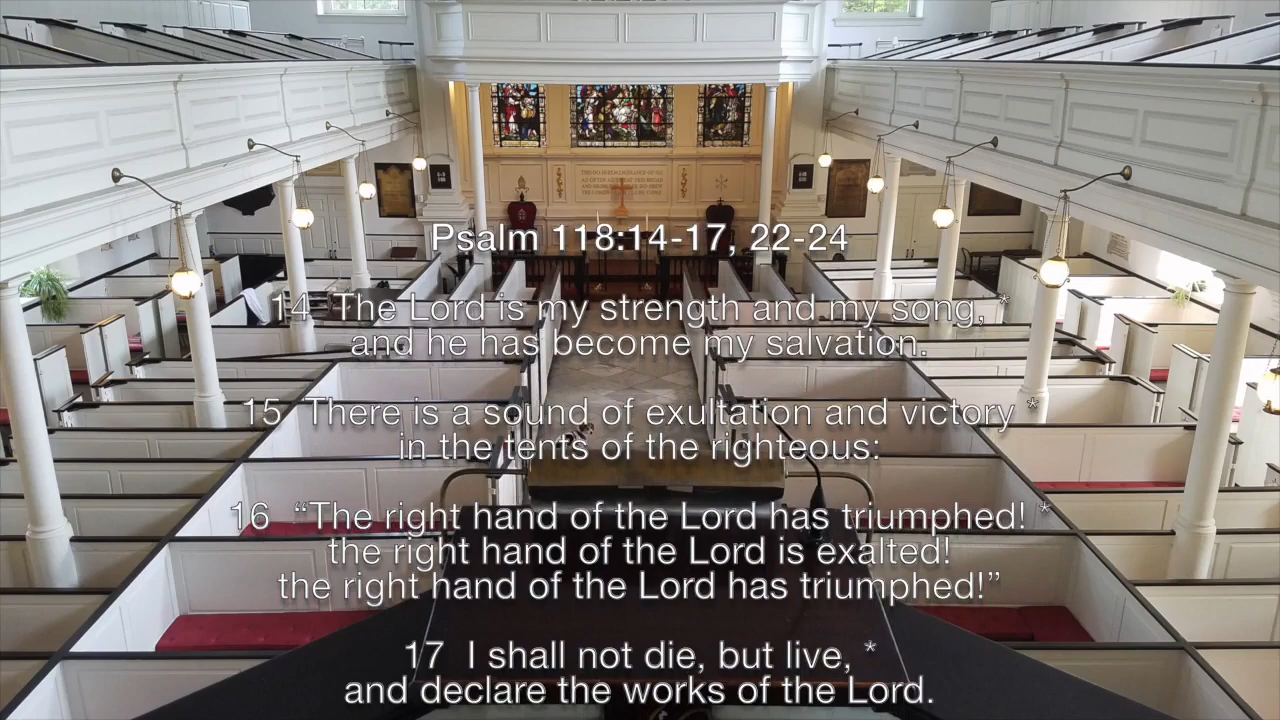 Psalm 118:14-17, 22-24
14 The Lord is my strength and my song, *
and he has become my salvation.
15 There is a sound of exultation and victory *
in the tents of the righteous:
16 “The right hand of the Lord has triumphed! *
the right hand of the Lord is exalted!
the right hand of the Lord has triumphed!”
17 I shall not die, but live, *
and declare the works of the Lord.